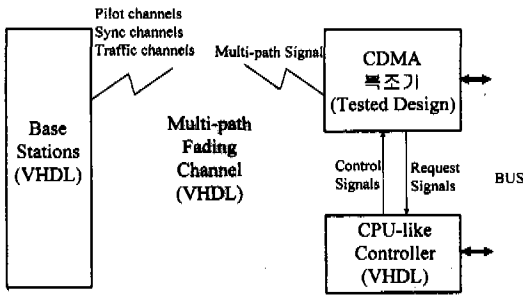 Pilot channels
Sync channels
Traffic channels
Multi-path Signal
CDMA
복조기
(Tested Design)
Base
Stations
(VHDL)
Multi-path
Fading
Channel
(VHDL)
Control
Signals
Request
Signals
BUS
CPU-like
Controller
(VHDL)